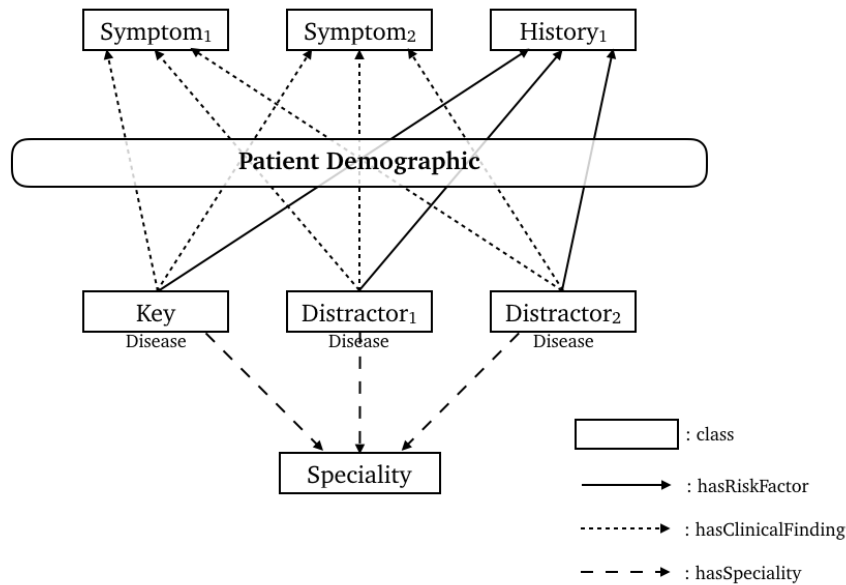 Symptom₁ Symptom₂ History₁
Patient Demographic
Key Distractor₁ Distractor₂
Disease Disease Disease
Speciality
: class
: hasRiskFactor
: hasClinicalFinding
: hasSpeciality